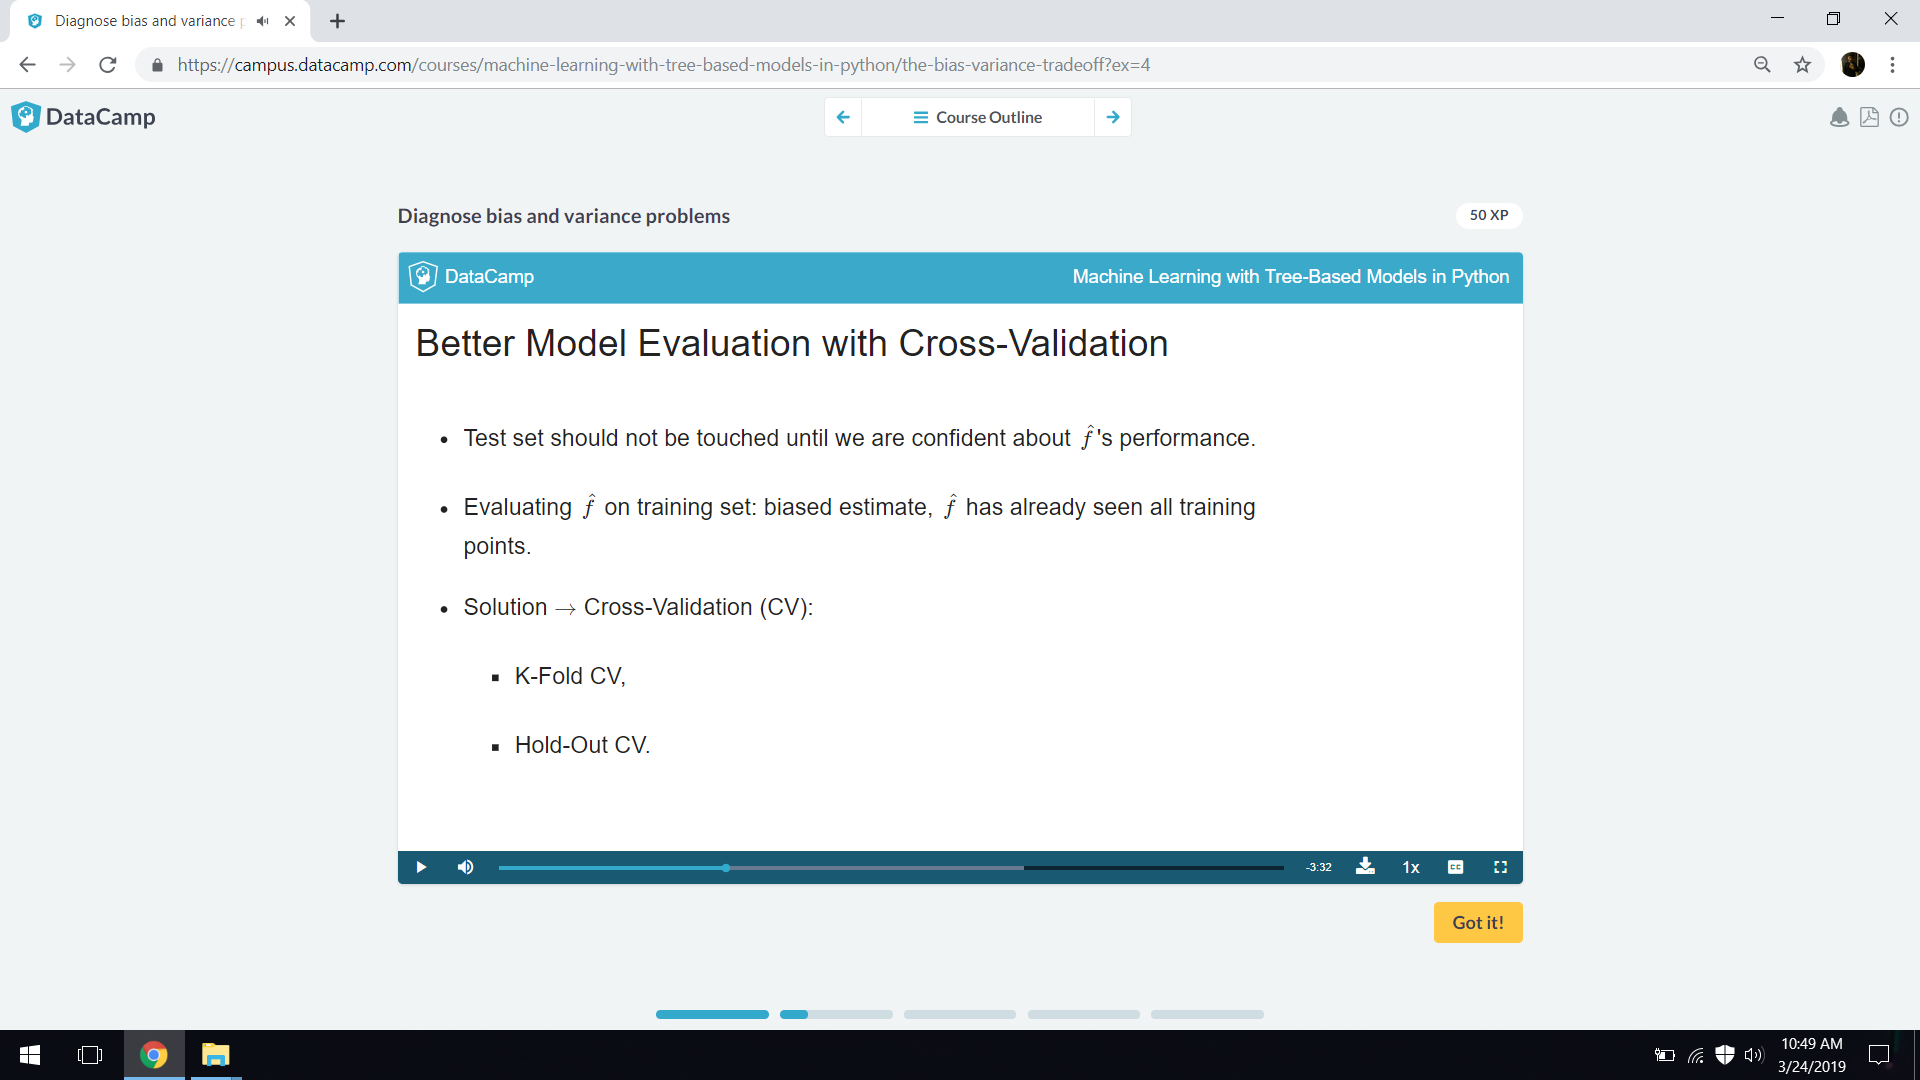 Diagnose bias and variance p
https://campus.datacamp.com/courses/machine-learning-with-tree-based-models-in-python/the-bias-variance-tradeoff?ex=4
DataCamp
Course Outline
Diagnose bias and variance problems
50 XP
DataCamp
Machine Learning with Tree-Based Models in Python
Better Model Evaluation with Cross-Validation
• Test set should not be touched until we are confident about f̂'s performance.
• Evaluating f̂ on training set: biased estimate, f̂ has already seen all training
points.
• Solution → Cross-Validation (CV):
▪ K-Fold CV,
▪ Hold-Out CV.
-3:32
1x
CC
Got it!
10:49 AM
3/24/2019